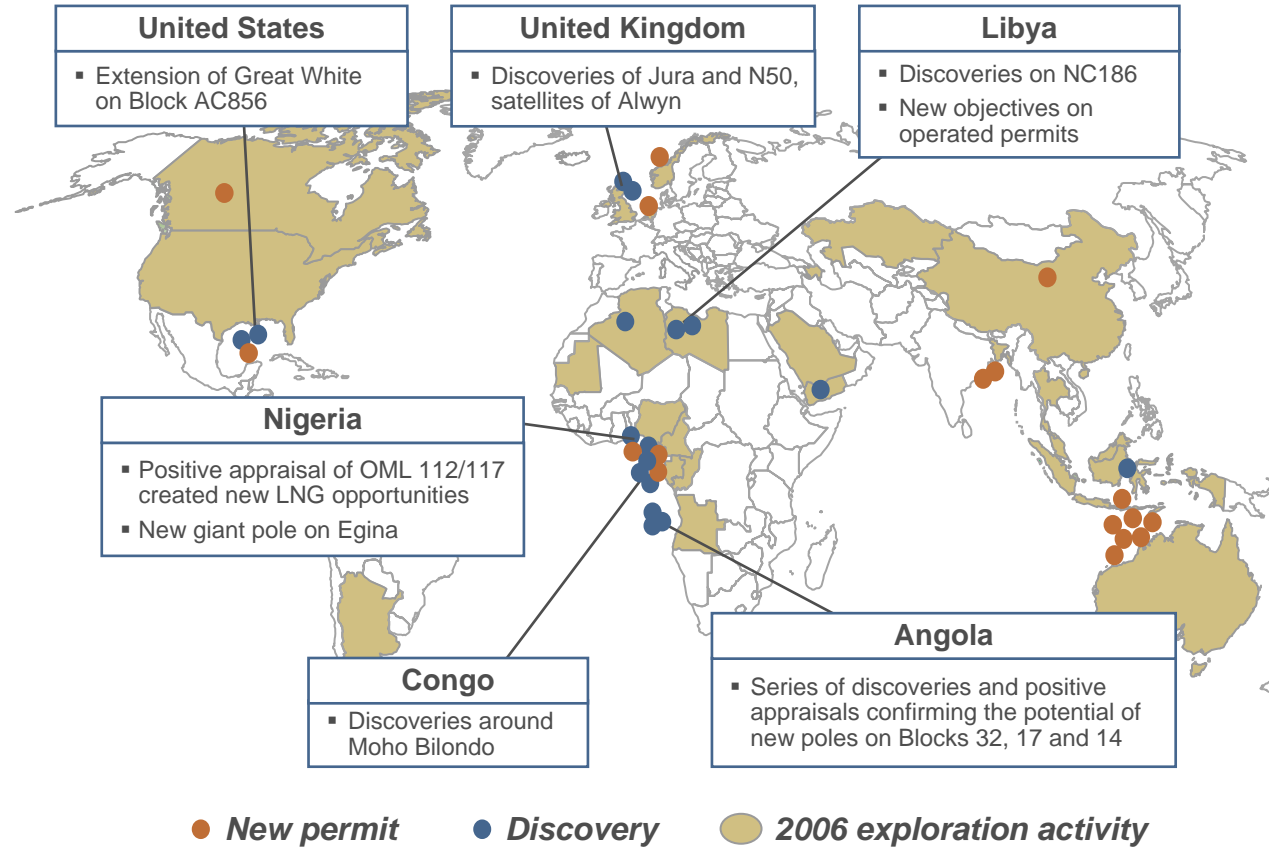 United States
▪ Extension of Great White
on Block AC856
United Kingdom
▪ Discoveries of Jura and N50,
satellites of Alwyn
Libya
▪ Discoveries on NC186
▪ New objectives on
operated permits
Nigeria
▪ Positive appraisal of OML 112/117
created new LNG opportunities
▪ New giant pole on Egina
Congo
▪ Discoveries around
Moho Bilondo
Angola
▪ Series of discoveries and positive
appraisals confirming the potential of
new poles on Blocks 32, 17 and 14
New permit
Discovery
2006 exploration activity